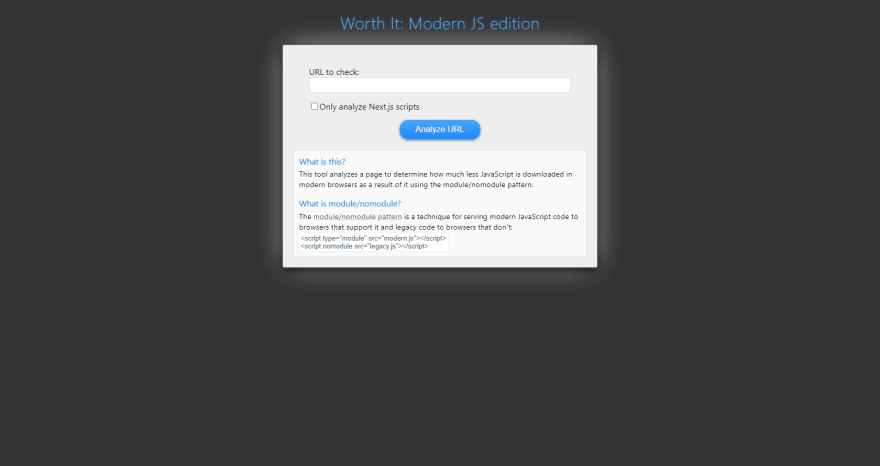 Worth It: Modern JS edition
URL to check:
Only analyze Next.js scripts
Analyze URL
What is this?
This tool analyzes a page to determine how much less JavaScript is downloaded in
modern browsers as a result of it using the module/nomodule pattern.
What is module/nomodule?
The module/nomodule pattern is a technique for serving modern JavaScript code to
browsers that support it and legacy code to browsers that don't:
<script type="module" src="modern.js"></script>
<script nomodule src="legacy.js"></script>